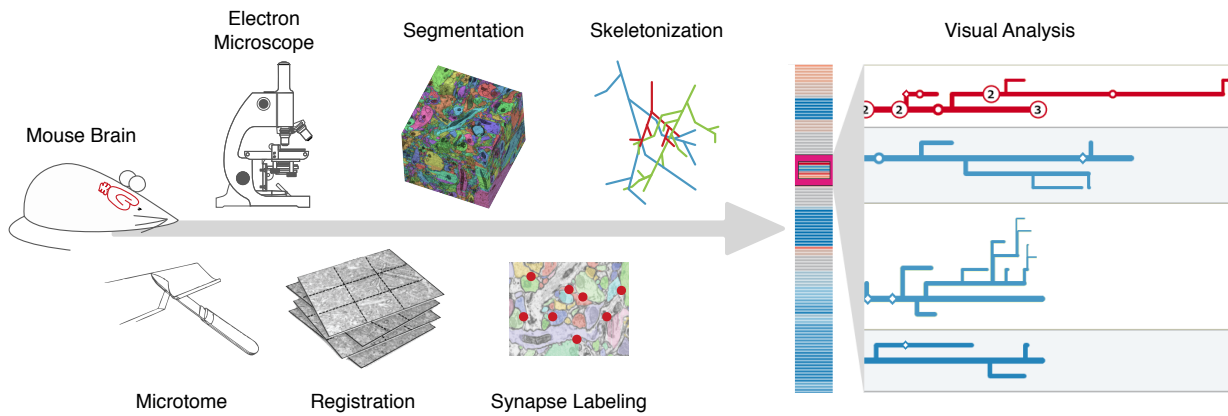 Electron
Microscope
Segmentation
Skeletonization
Visual Analysis
Mouse Brain
2
2
2
3
Microtome
Registration
Synapse Labeling